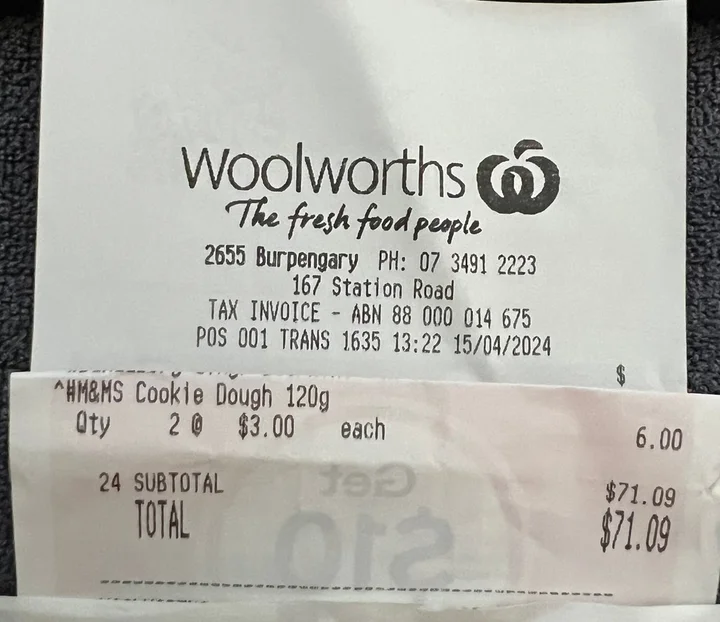 Woolworths
The fresh food people
2655 Burpengary PH: 07 3491 2223
167 Station Road
TAX INVOICE - ABN 88 000 014 675
POS 001 TRANS 1635 13:22 15/04/2024
$
^#M&MS Cookie Dough 120g
Qty 2 @ $3.00 each 6.00
24 SUBTOTAL $71.09
TOTAL $71.09
Get
$10